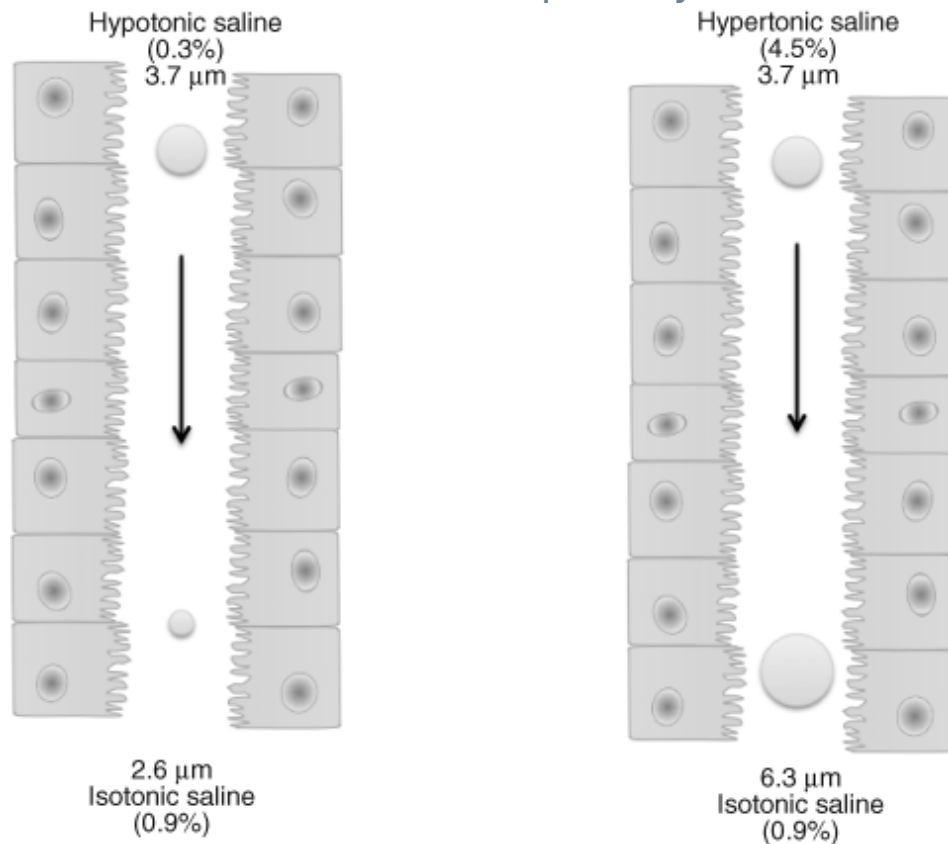 Hypotonic saline
(0.3%)
3.7 μm
Hypertonic saline
(4.5%)
3.7 μm
2.6 μm
Isotonic saline
(0.9%)
6.3 μm
Isotonic saline
(0.9%)